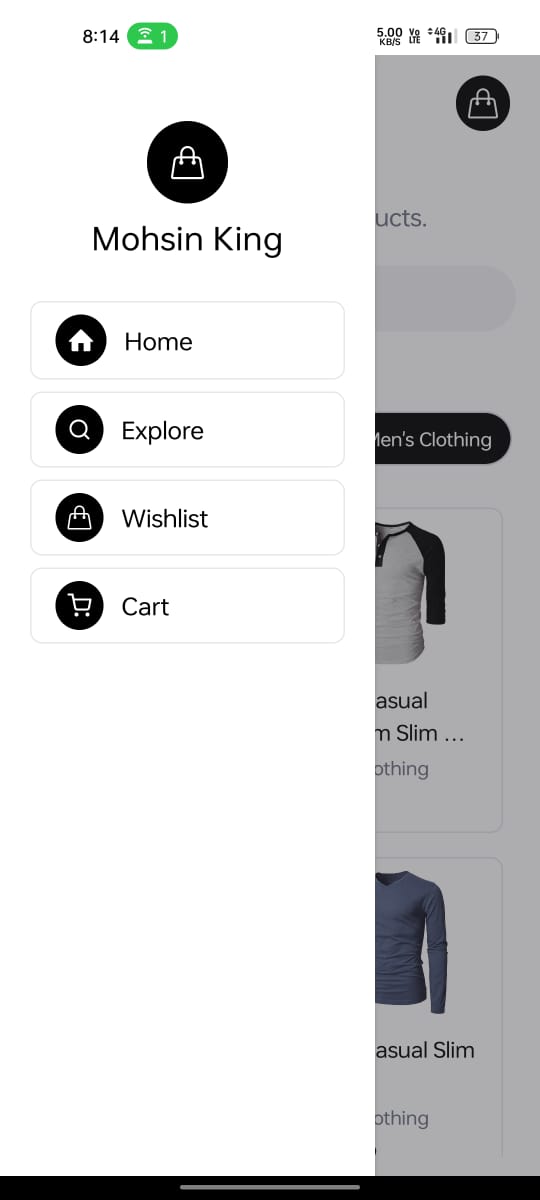 8:14 1 5.00 KB/S Vo LTE 4G 37
Mohsin King
Home
Explore
Wishlist
Cart
ucts.
Men's Clothing
asual
m Slim ...
othing
asual Slim
othing